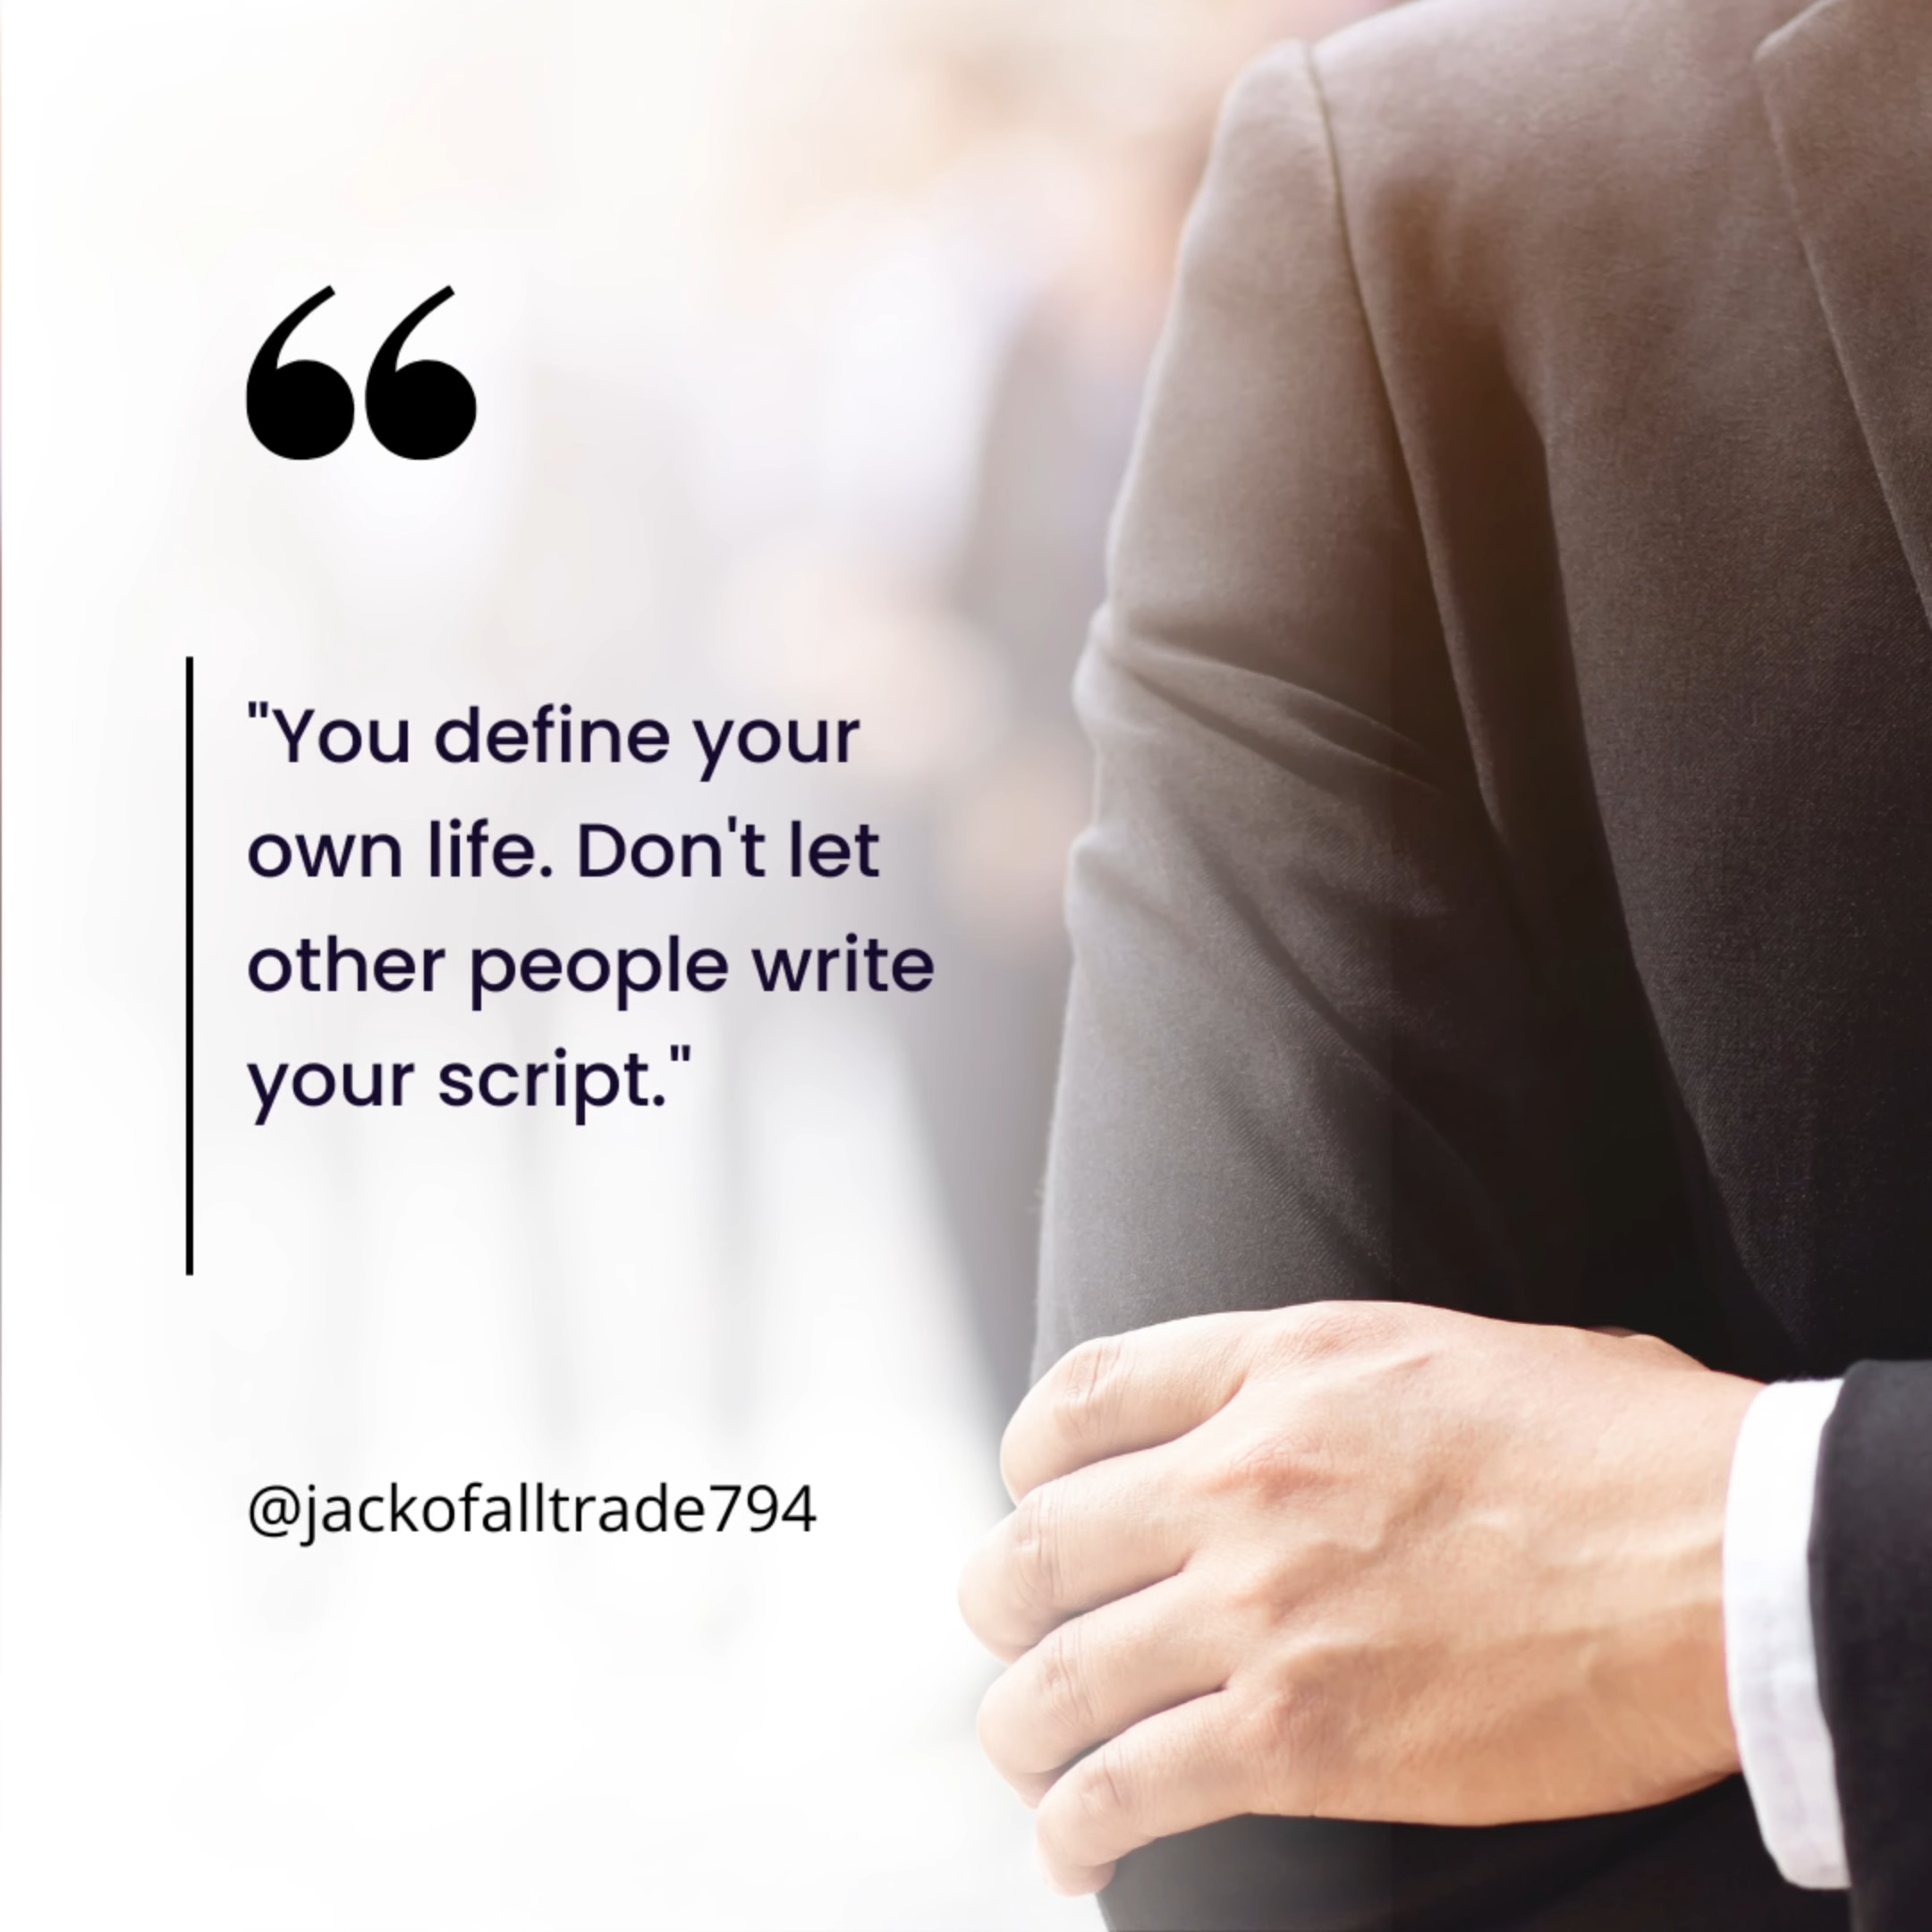 "You define your
own life. Don't let
other people write
your script."
@jackofalltrade794